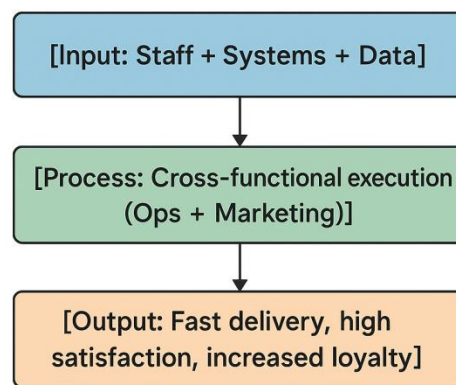 [Input: Staff + Systems + Data]
[Process: Cross-functional execution
(Ops + Marketing)]
[Output: Fast delivery, high
satisfaction, increased loyalty]